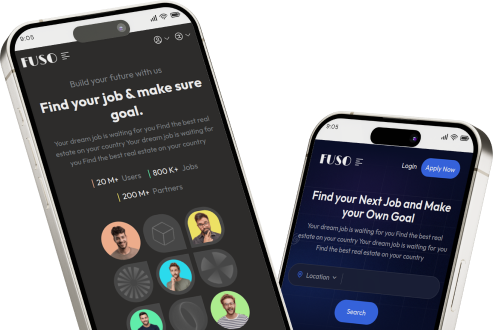 9:05
FUSO
Build your future with us
Find your job & make sure
goal.
Your dream job is waiting for you Find the best real
estate on your country Your dream job is waiting for
you Find the best real estate on your country
20 M+ Users 800 K+ Jobs
200 M+ Partners
9:05
FUSO
Login Apply Now
Find your Next Job and Make
your Own Goal
Your dream job is waiting for you Find the best real
estate on your country Your dream job is waiting for you
Find the best real estate on your country
Location
Search